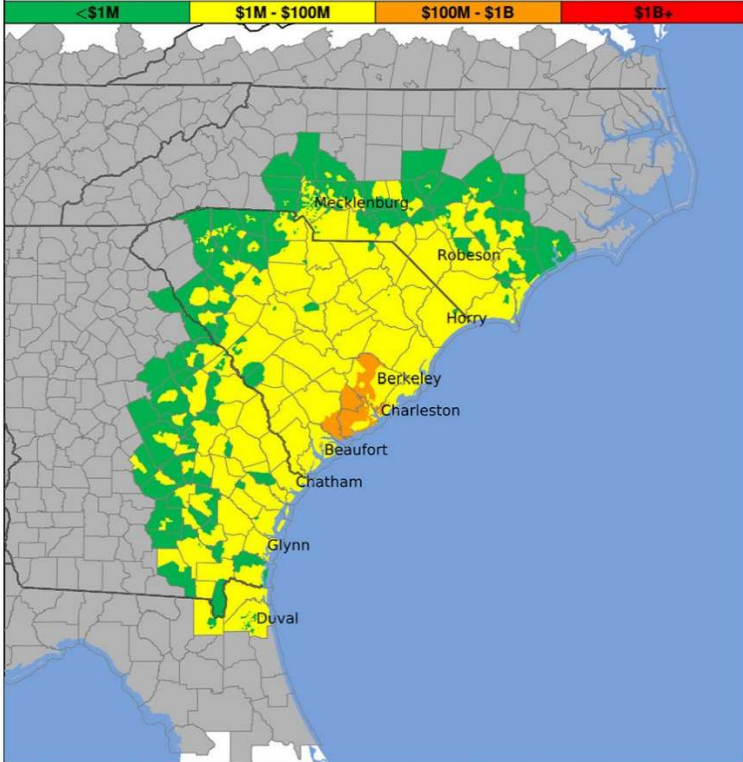 <$1M $1M - $100M $100M - $1B $1B+
Mecklenburg
Robeson
Horry
Berkeley
Charleston
Beaufort
Chatham
Glynn
Duval